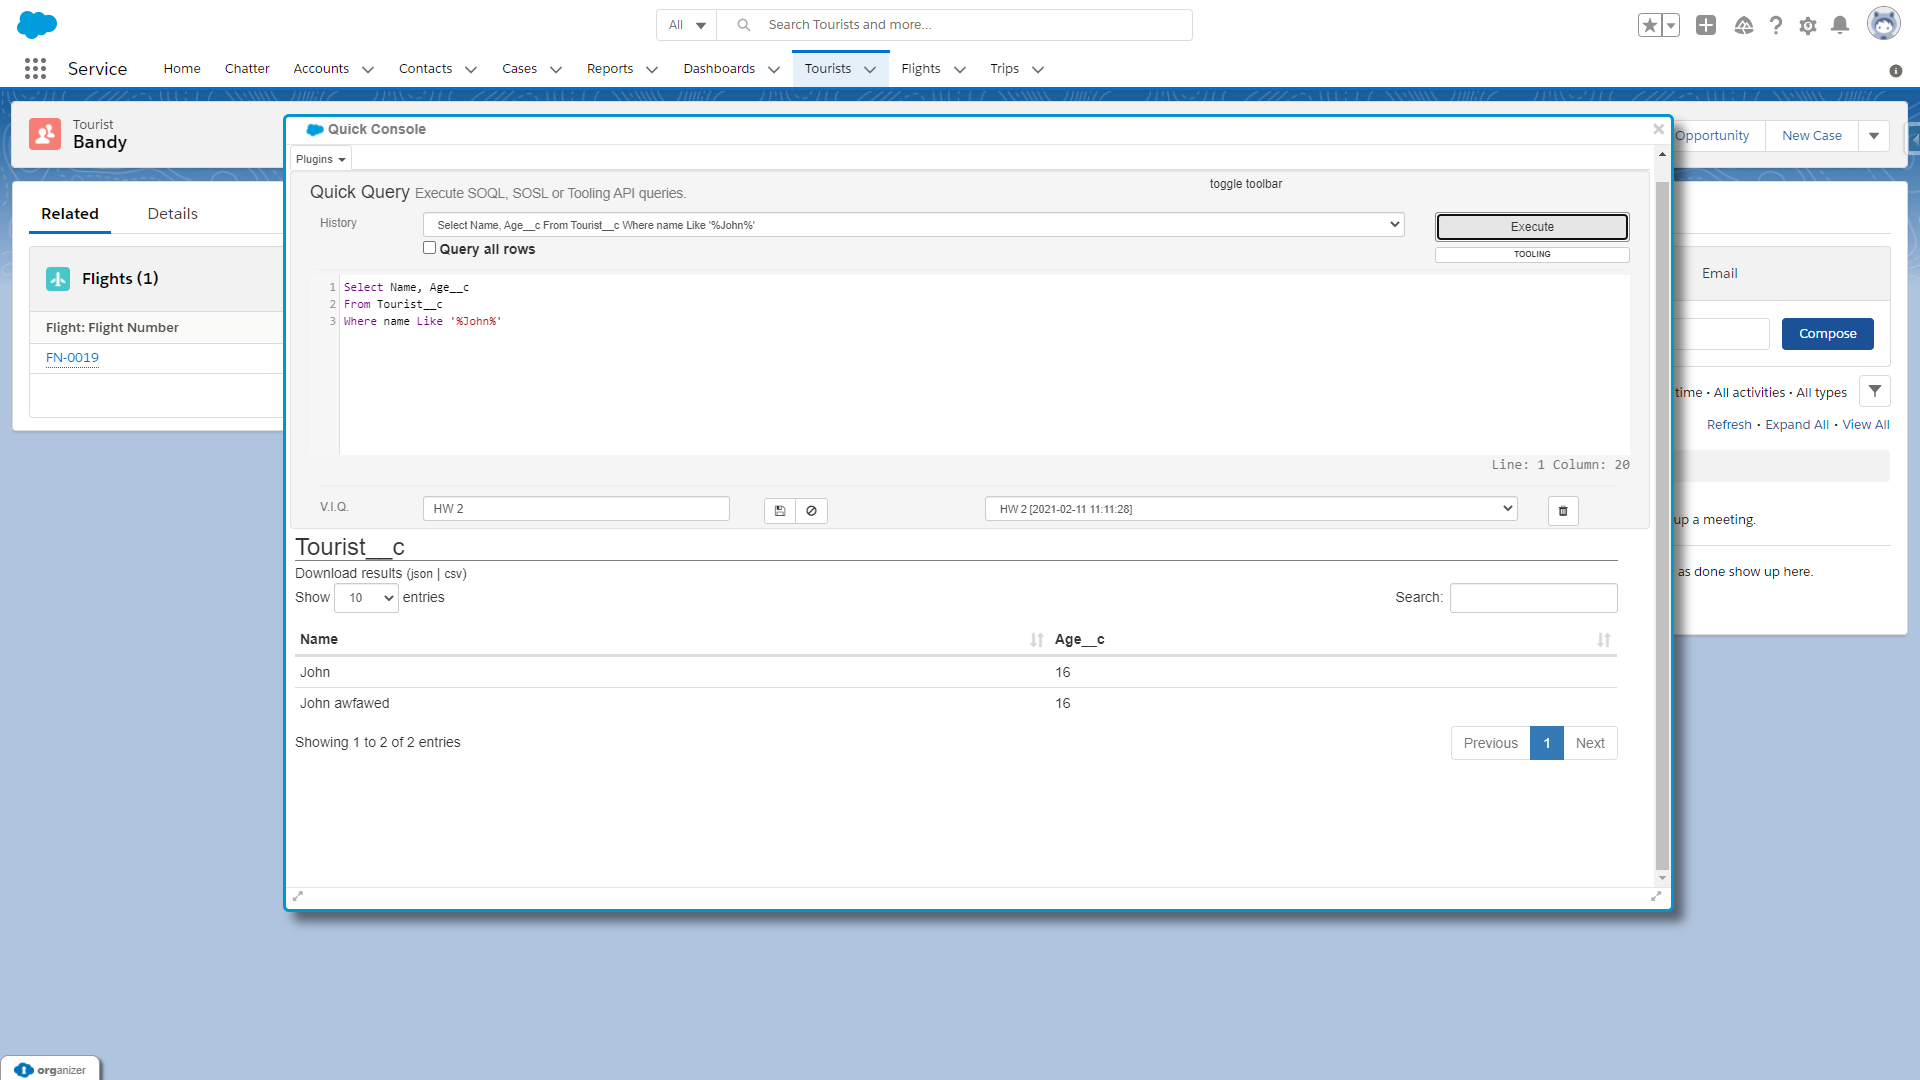 All
Search Tourists and more...
Service
Home
Chatter
Accounts
Contacts
Cases
Reports
Dashboards
Tourists
Flights
Trips
Tourist
Bandy
Opportunity
New Case
Related
Details
Flights (1)
Flight: Flight Number
FN-0019
Email
Compose
time • All activities • All types
Refresh • Expand All • View All
up a meeting.
as done show up here.
Quick Console
Plugins
Quick Query Execute SOQL, SOSL or Tooling API queries.
toggle toolbar
History
Select Name, Age__c From Tourist__c Where name Like '%John%'
Execute
Query all rows
TOOLING
1 Select Name, Age__c
2 From Tourist__c
3 Where name Like '%John%'
Line: 1 Column: 20
V.I.Q.
HW 2
HW 2 [2021-02-11 11:11:28]
Tourist__c
Download results (json | csv)
Show 10 entries
Search:
Name
Age__c
John
16
John awfawed
16
Showing 1 to 2 of 2 entries
Previous
1
Next
organizer